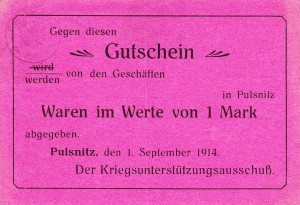 Gegen diesen
Gutschein
wird
werden von den Geschäften
in Pulsnitz
Waren im Werte von 1 Mark
abgegeben.
Pulsnitz, den 1. September 1914.
Der Kriegsunterstützungsausschuß.